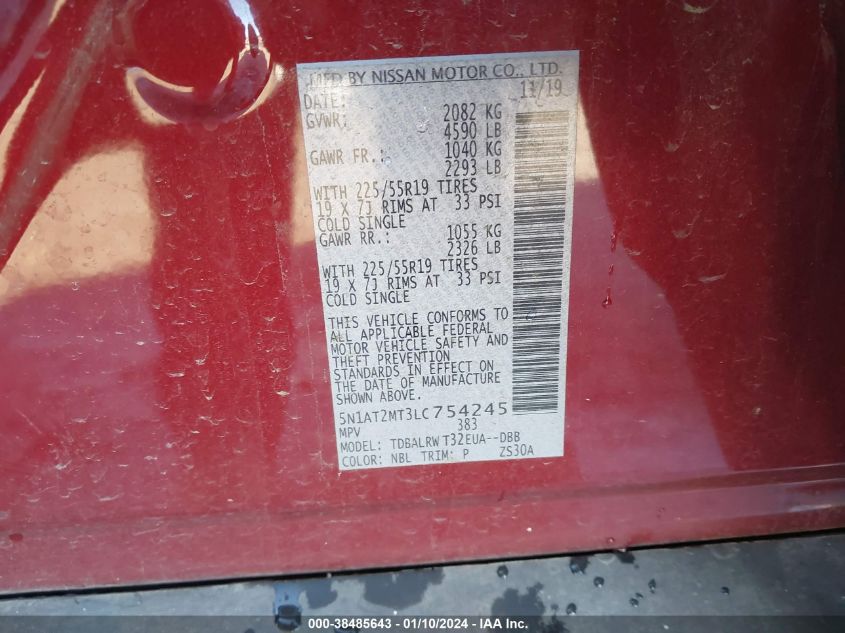 MFD BY NISSAN MOTOR CO., LTD.
DATE: 11/19
GVWR: 2082 KG
4590 LB
GAWR FR.: 1040 KG
2293 LB
WITH 225/55R19 TIRES
19 X 7J RIMS AT 33 PSI
COLD SINGLE
GAWR RR.: 1055 KG
2326 LB
WITH 225/55R19 TIRES
19 X 7J RIMS AT 33 PSI
COLD SINGLE
THIS VEHICLE CONFORMS TO
ALL APPLICABLE FEDERAL
MOTOR VEHICLE SAFETY AND
THEFT PREVENTION
STANDARDS IN EFFECT ON
THE DATE OF MANUFACTURE
SHOWN ABOVE.
5N1AT2MT3LC754245
MPV 383
MODEL: TDBALRW T32EUA--DBB
COLOR: NBL TRIM: P ZS30A
000-38485643 - 01/10/2024 - IAA Inc.